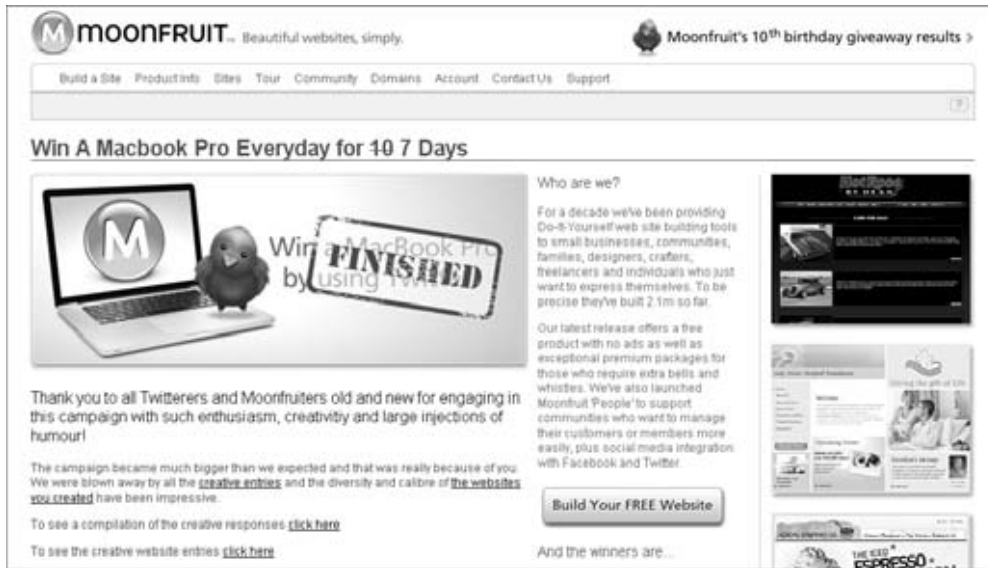 M MOONFRUIT™ Beautiful websites, simply.
Moonfruit's 10th birthday giveaway results >
Build a Site Product Info Sites Tour Community Domains Account Contact Us Support
?
Win A Macbook Pro Everyday for 10 7 Days
M
Win a MacBook Pro
by using Twit
FINISHED
Thank you to all Twitterers and Moonfruiters old and new for engaging in
this campaign with such enthusiasm, creativitiy and large injections of
humour!
The campaign became much bigger than we expected and that was really because of you.
We were blown away by all the creative entries and the diversity and calibre of the websites
you created have been impressive.
To see a compilation of the creative responses click here
To see the creative website entries click here
Who are we?
For a decade we've been providing
Do-It-Yourself web site building tools
to small businesses, communities,
families, designers, crafters,
freelancers and individuals who just
want to express themselves. To be
precise they've built 2.1m so far.
Our latest release offers a free
product with no ads as well as
exceptional premium packages for
those who require extra bells and
whistles. We've also launched
Moonfruit 'People' to support
communities who want to manage
their customers or members more
easily, plus social media integration
with Facebook and Twitter.
Build Your FREE Website
And the winners are...
THE ICED
ESPRESSO